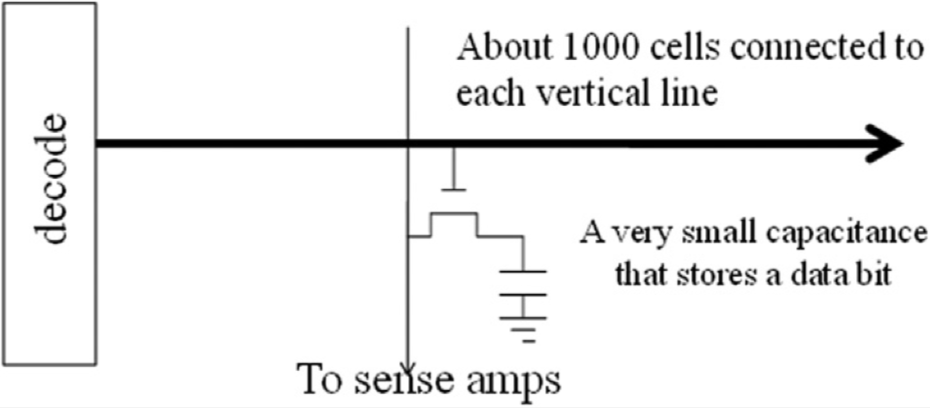 decode
About 1000 cells connected to
each vertical line
A very small capacitance
that stores a data bit
To sense amps